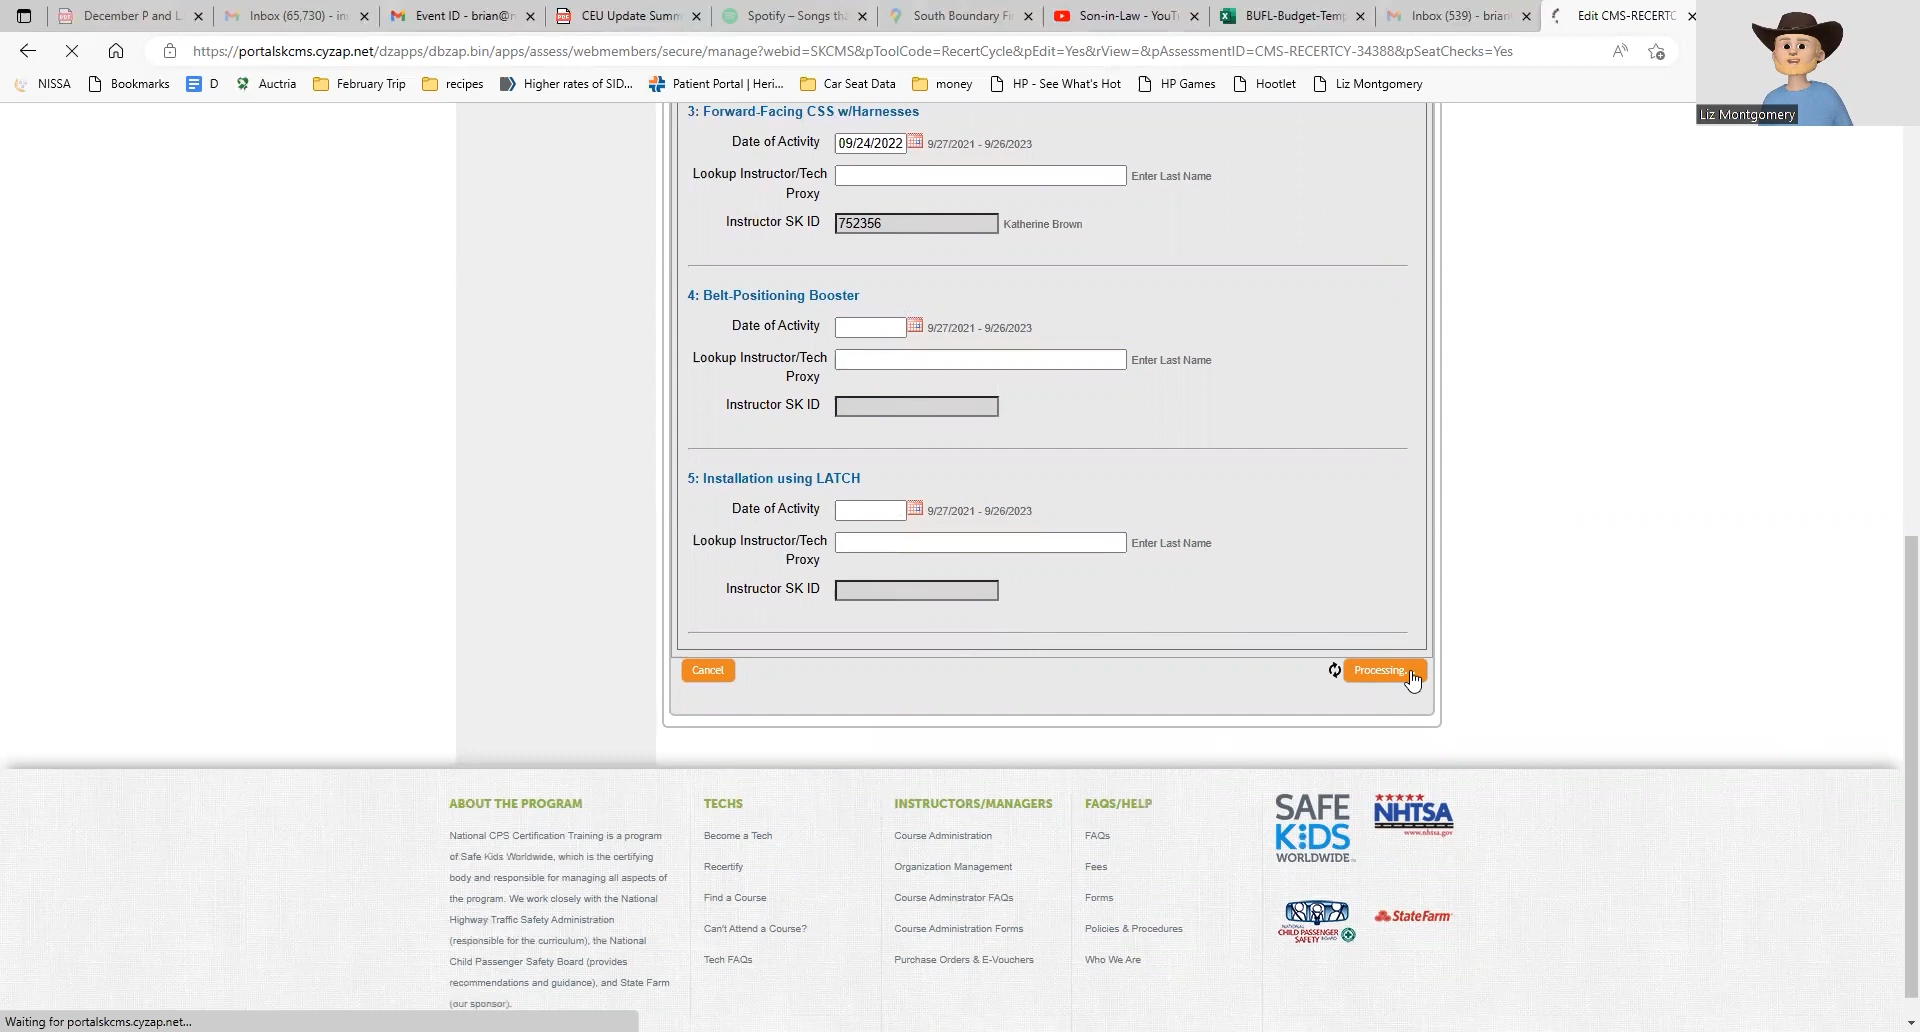 December P and L
Inbox (65,730) - in
Event ID - brian@n
CEU Update Summ
Spotify – Songs tha
South Boundary Fi
Son-in-Law - YouT
BUFL-Budget-Temp
Inbox (539) - brian
Edit CMS-RECERTC
https://portalskcms.cyzap.net/dzapps/dbzap.bin/apps/assess/webmembers/secure/manage?webid=SKCMS&pToolCode=RecertCycle&pEdit=Yes&rView=&pAssessmentID=CMS-RECERTCY-34388&pSeatChecks=Yes
NISSA Bookmarks D Auctria February Trip recipes Higher rates of SID... Patient Portal | Heri... Car Seat Data money HP - See What's Hot HP Games Hootlet Liz Montgomery
Liz Montgomery
3: Forward-Facing CSS w/Harnesses
Date of Activity 09/24/2022 9/27/2021 - 9/26/2023
Lookup Instructor/Tech Enter Last Name
Proxy
Instructor SK ID 752356 Katherine Brown
4: Belt-Positioning Booster
Date of Activity 9/27/2021 - 9/26/2023
Lookup Instructor/Tech Enter Last Name
Proxy
Instructor SK ID
5: Installation using LATCH
Date of Activity 9/27/2021 - 9/26/2023
Lookup Instructor/Tech Enter Last Name
Proxy
Instructor SK ID
Cancel
Processing
ABOUT THE PROGRAM
National CPS Certification Training is a program
of Safe Kids Worldwide, which is the certifying
body and responsible for managing all aspects of
the program. We work closely with the National
Highway Traffic Safety Administration
(responsible for the curriculum), the National
Child Passenger Safety Board (provides
recommendations and guidance), and State Farm
(our sponsor).
TECHS
Become a Tech
Recertify
Find a Course
Can't Attend a Course?
Tech FAQs
INSTRUCTORS/MANAGERS
Course Administration
Organization Management
Course Adminstrator FAQs
Course Administration Forms
Purchase Orders & E-Vouchers
FAQS/HELP
FAQs
Fees
Forms
Policies & Procedures
Who We Are
SAFE
KIDS
WORLDWIDE
NHTSA
www.nhtsa.gov
NATIONAL
CHILD PASSENGER
SAFETY BOARD
StateFarm
Waiting for portalskcms.cyzap.net...